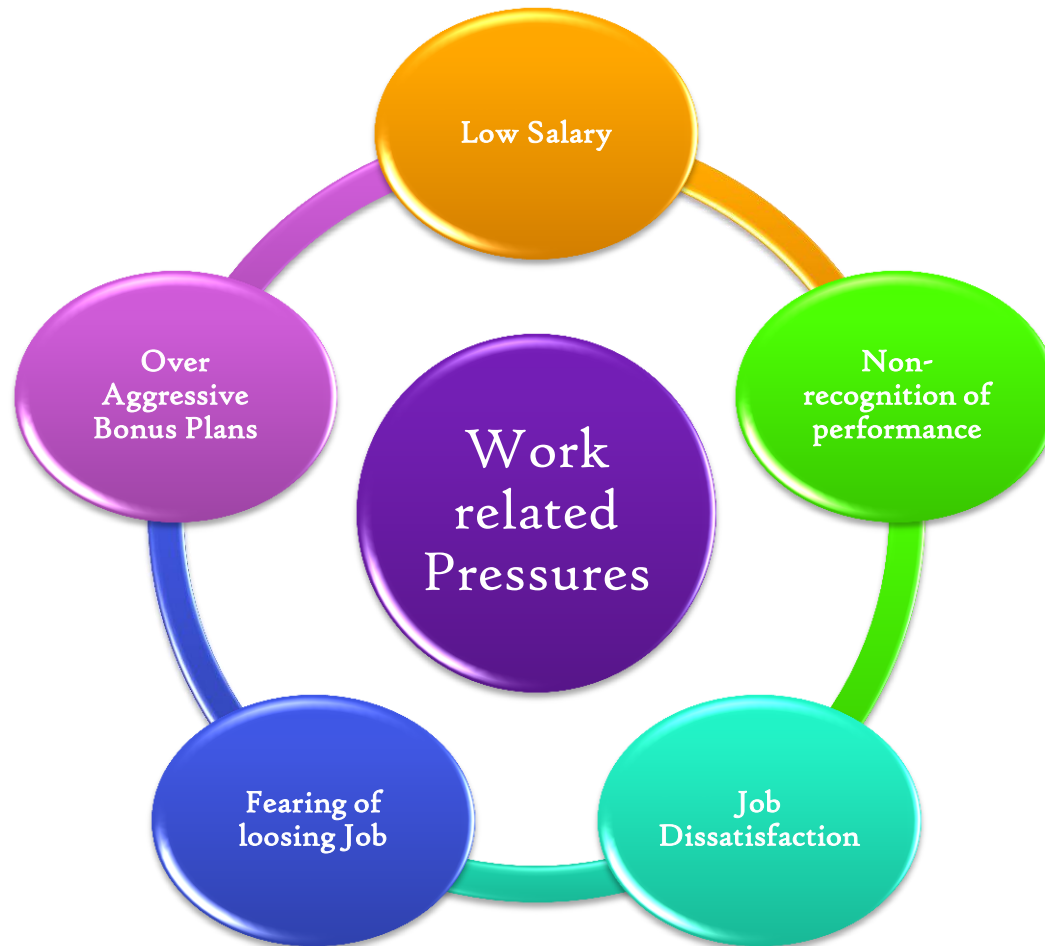 Low Salary
Non-
recognition of
performance
Job
Dissatisfaction
Fearing of
loosing Job
Over
Aggressive
Bonus Plans
Work
related
Pressures